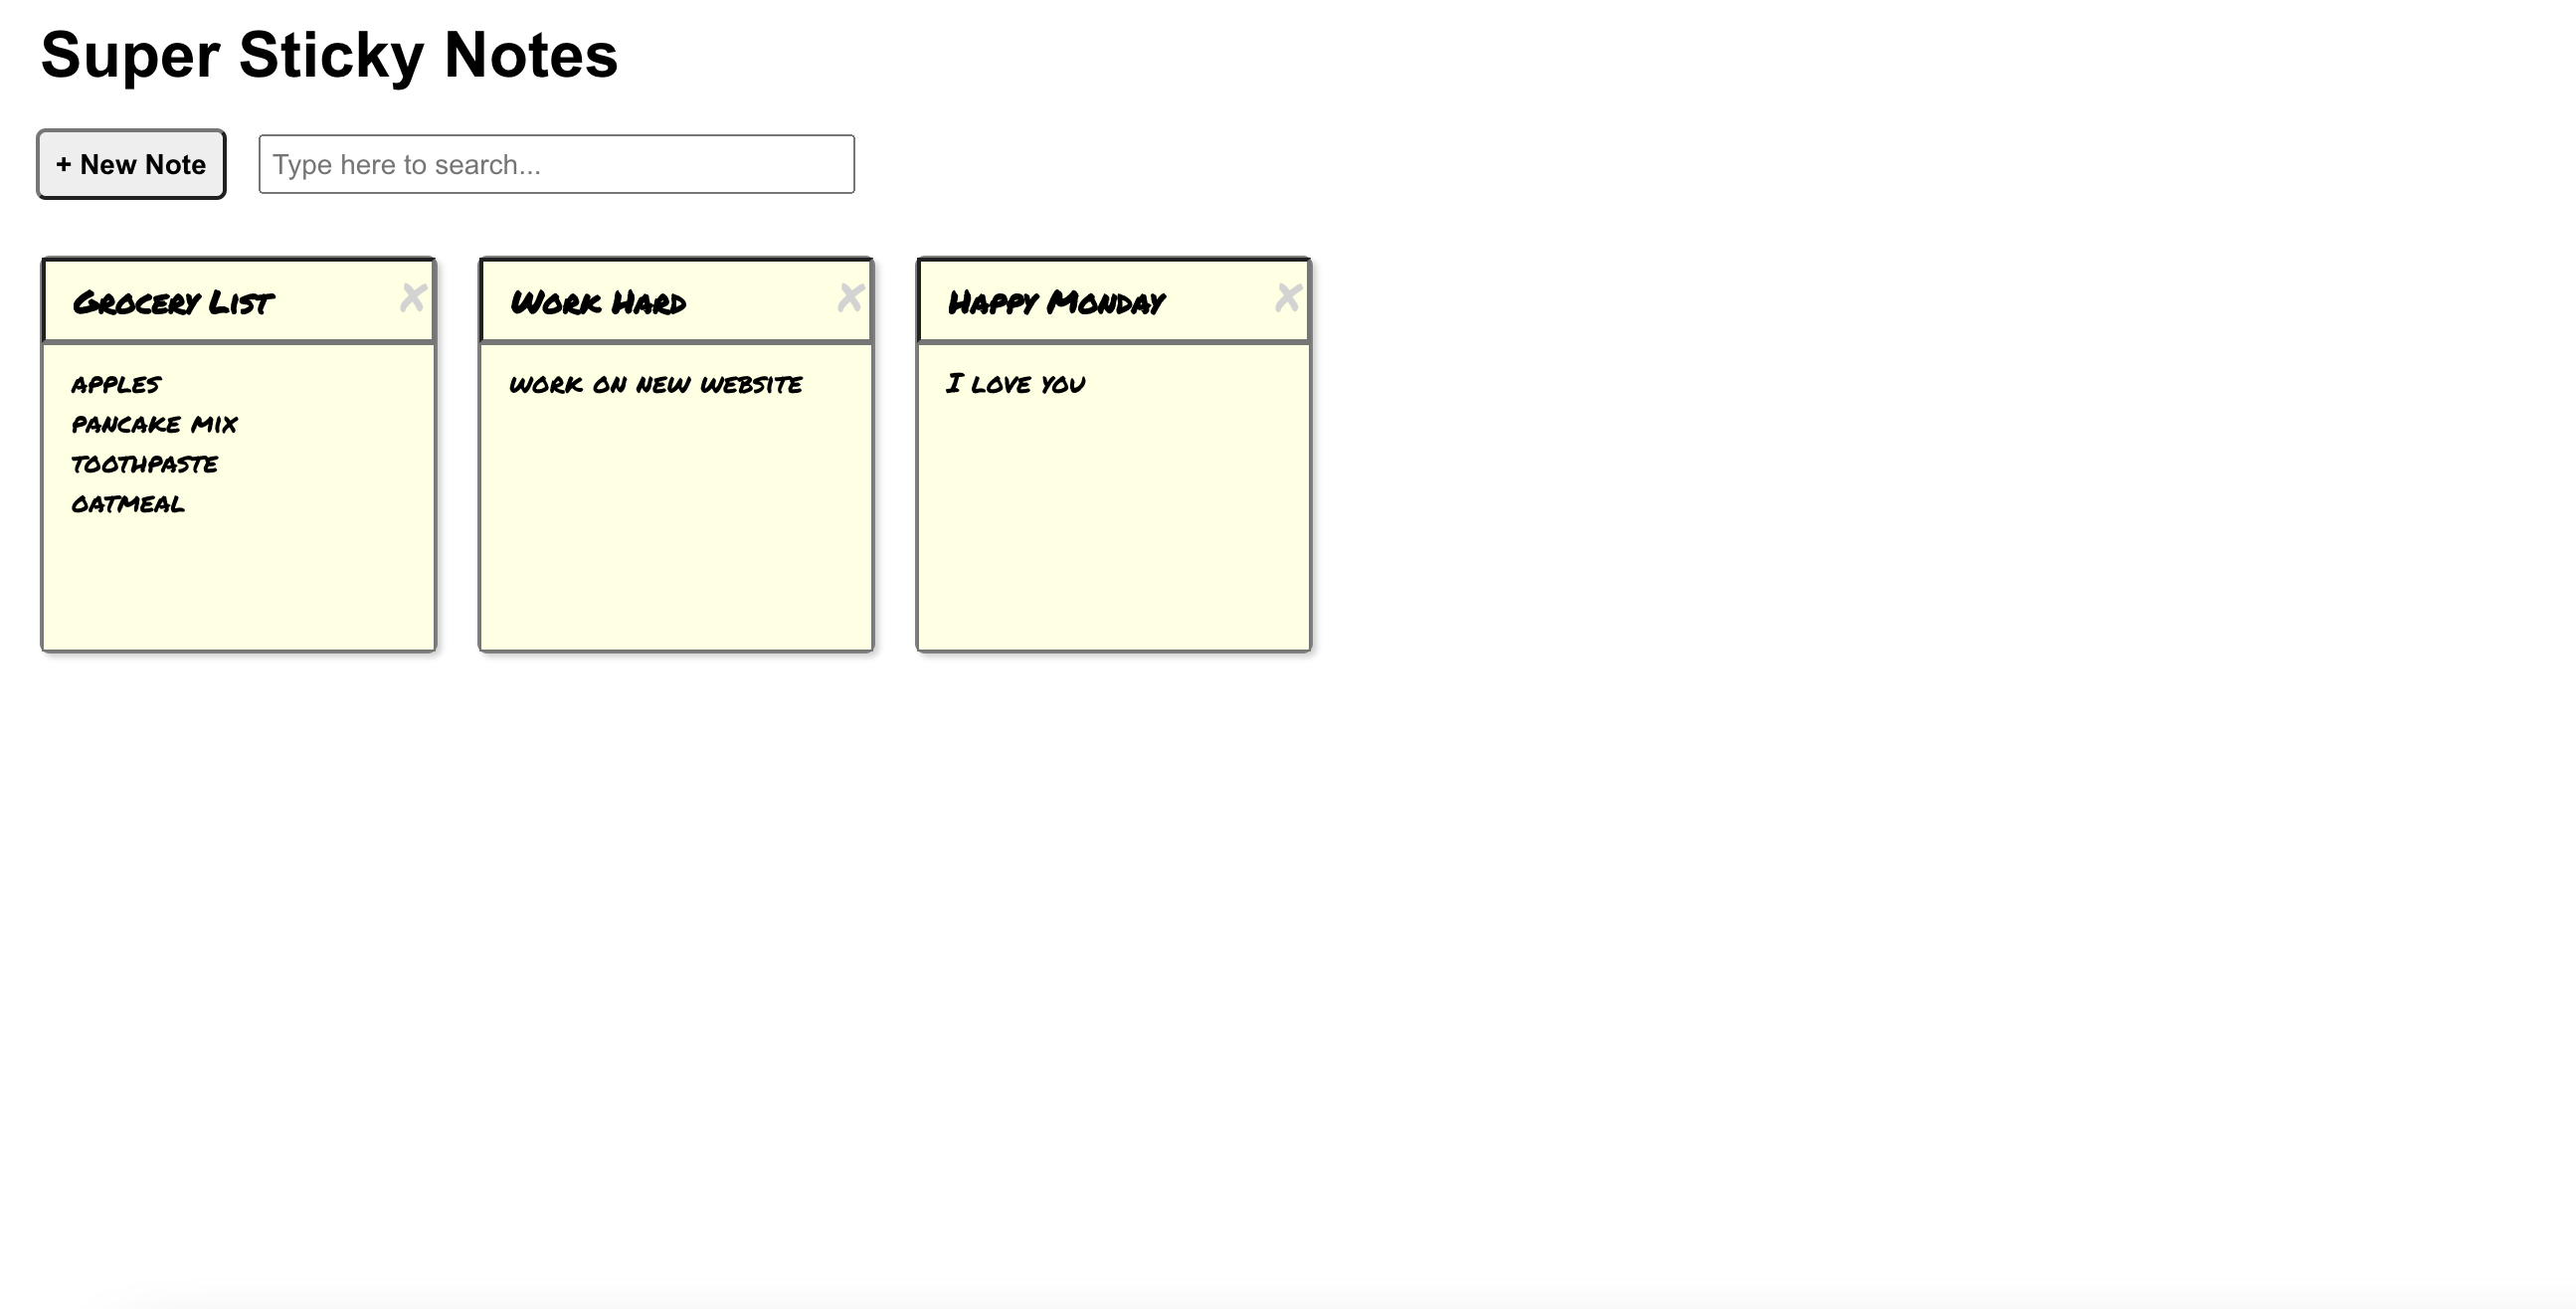 Super Sticky Notes
+ New Note
Type here to search...
Grocery List
apples
pancake mix
toothpaste
oatmeal
Work Hard
work on new website
Happy Monday
I love you